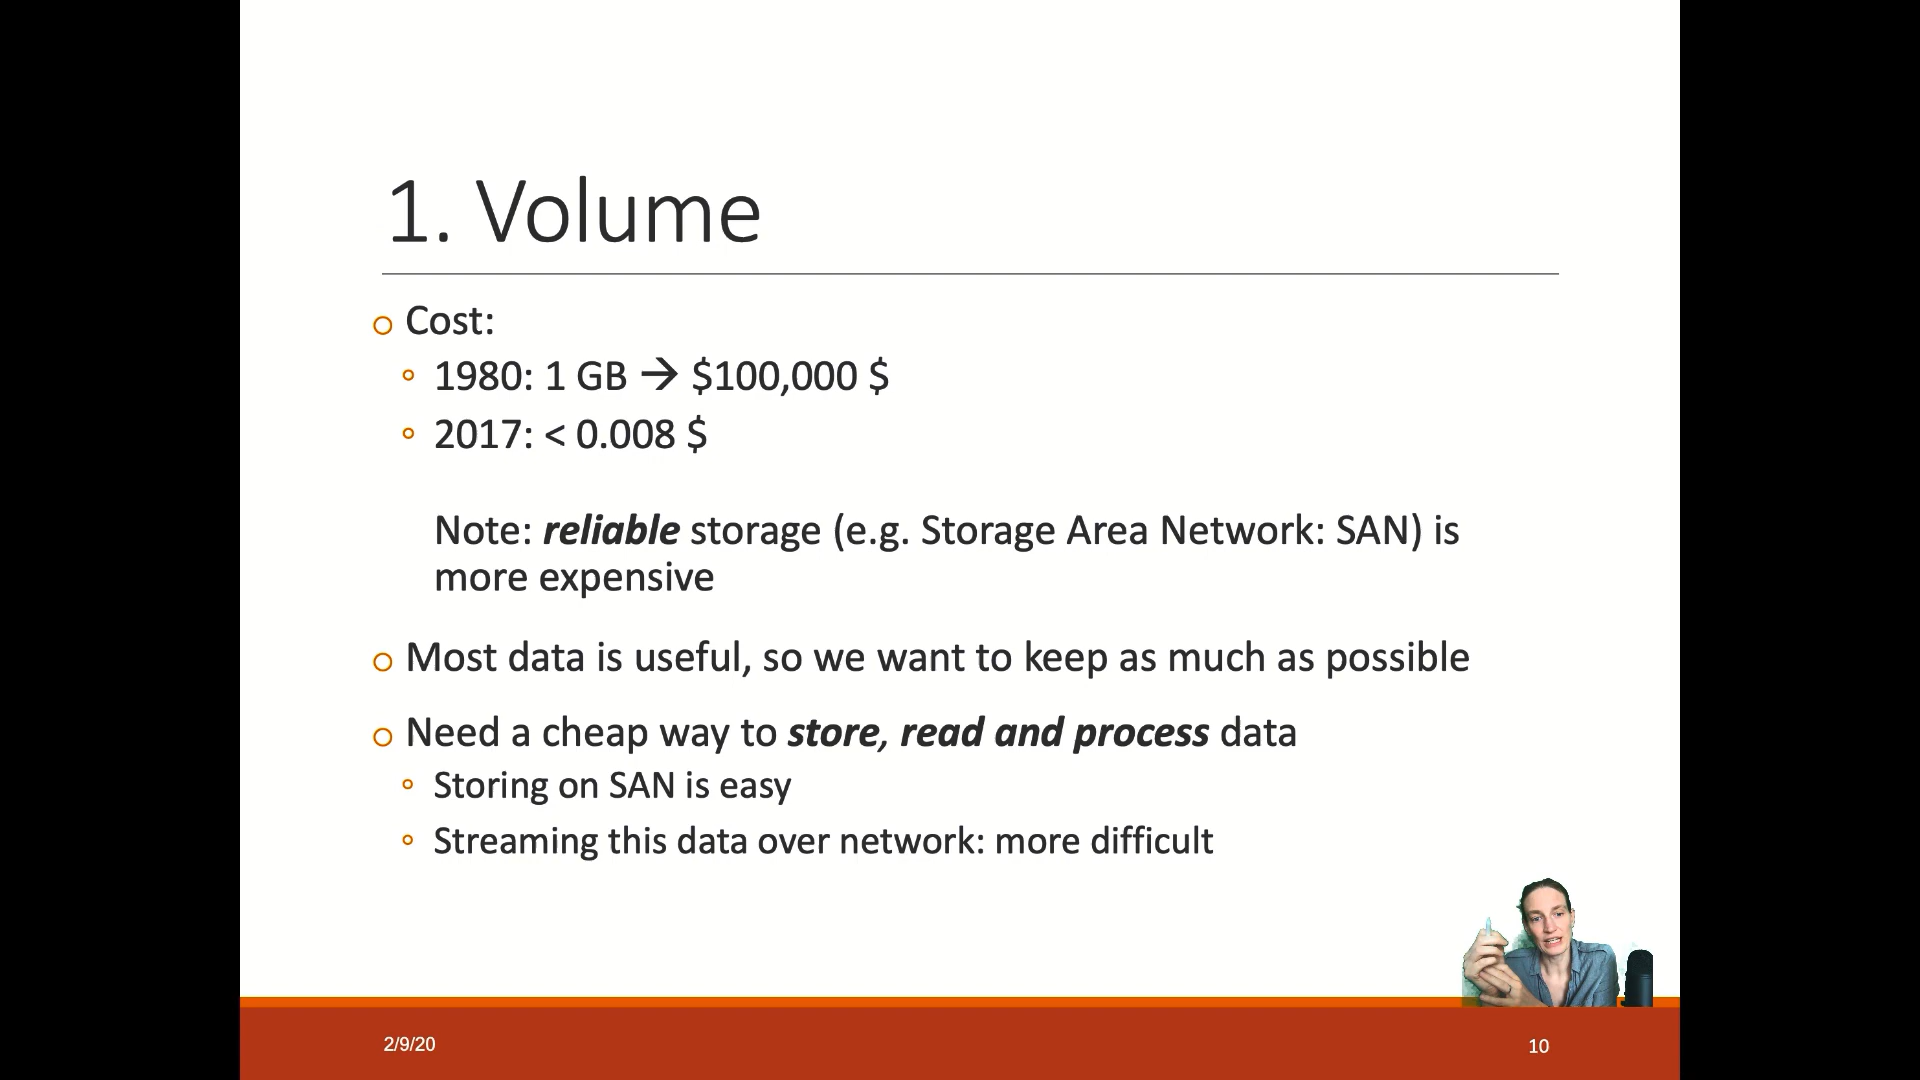 1. Volume
Cost:
1980: 1 GB → $100,000 $
2017: < 0.008 $
Note: reliable storage (e.g. Storage Area Network: SAN) is
more expensive
Most data is useful, so we want to keep as much as possible
Need a cheap way to store, read and process data
Storing on SAN is easy
Streaming this data over network: more difficult
2/9/20
10